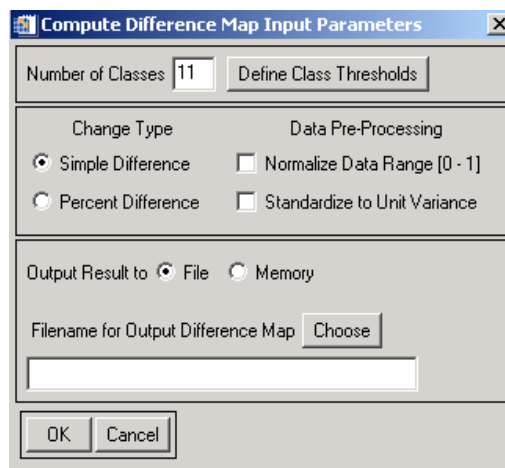 Compute Difference Map Input Parameters
Number of Classes 11 Define Class Thresholds
Change Type Data Pre-Processing
Simple Difference Normalize Data Range [0 - 1]
Percent Difference Standardize to Unit Variance
Output Result to File Memory
Filename for Output Difference Map Choose
OK Cancel